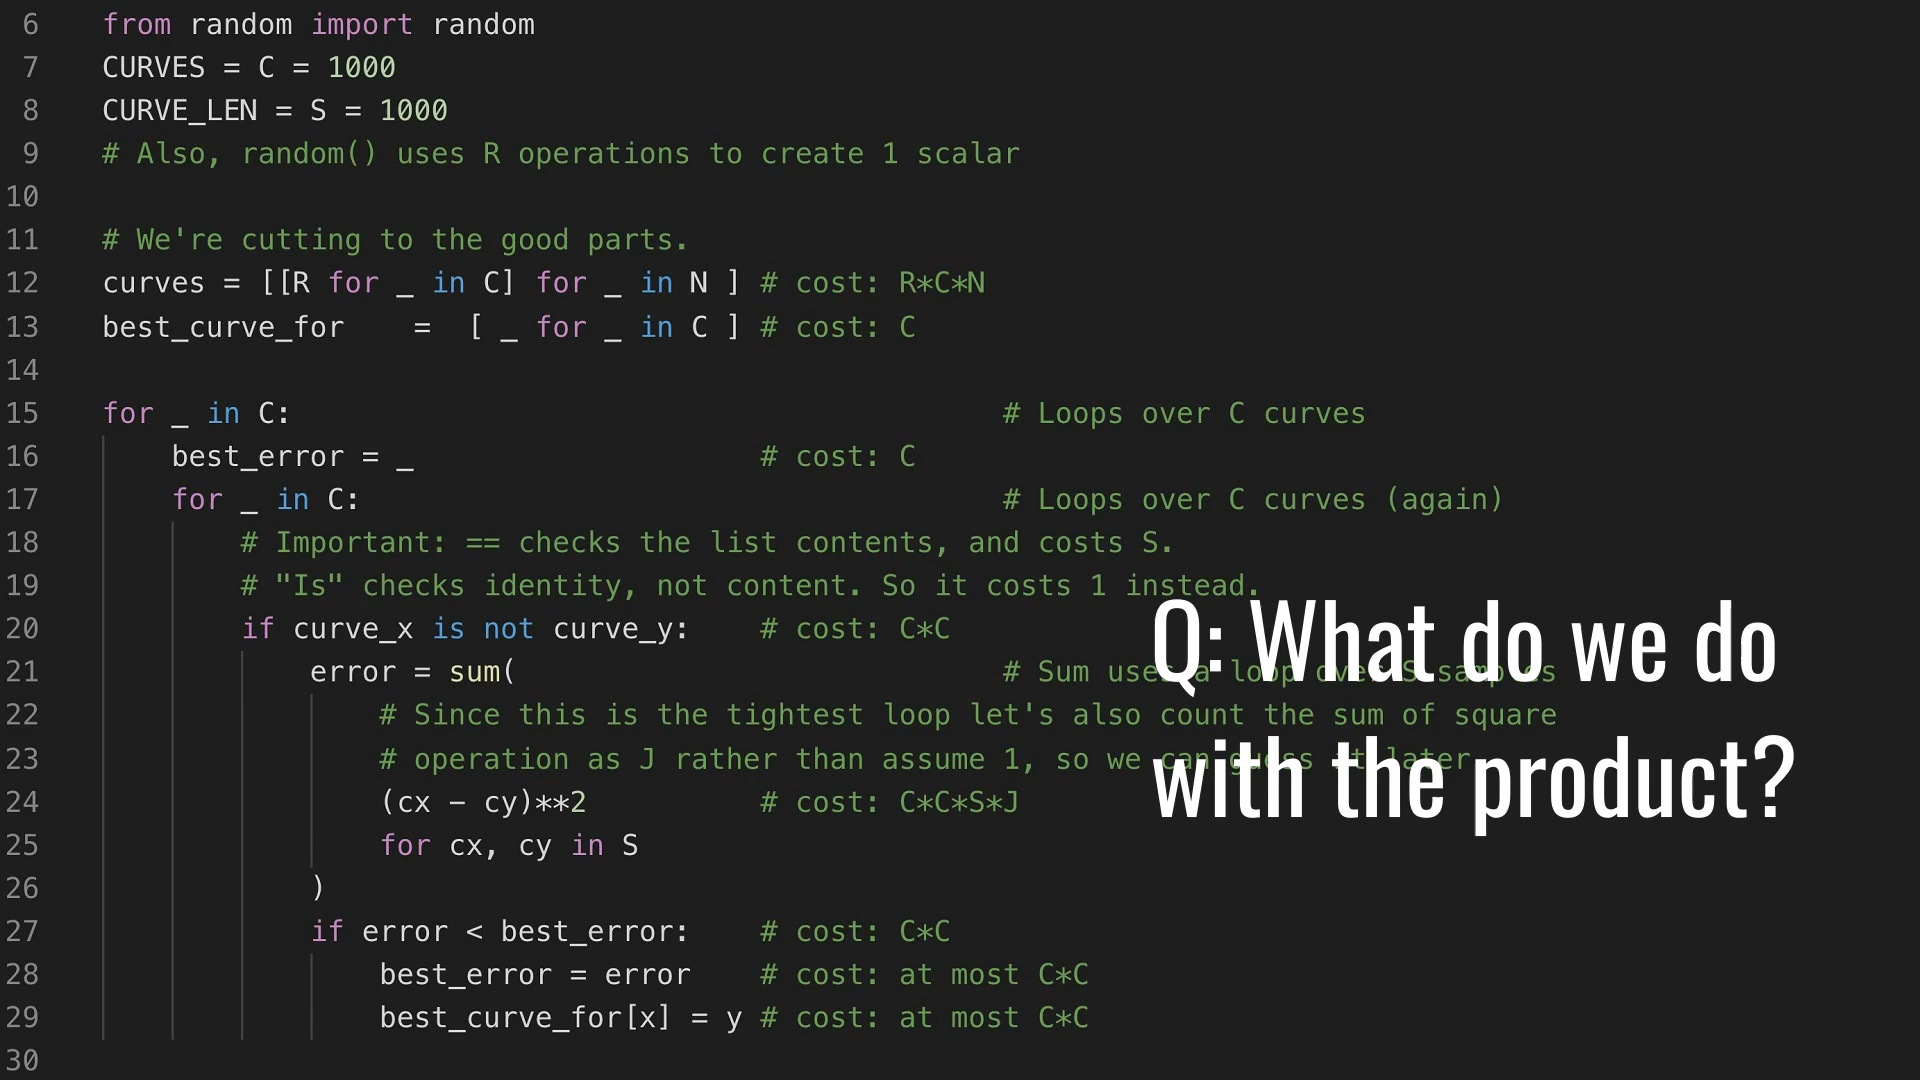 6 from random import random
7 CURVES = C = 1000
8 CURVE_LEN = S = 1000
9 # Also, random() uses R operations to create 1 scalar
10
11 # We're cutting to the good parts.
12 curves = [[R for _ in C] for _ in N ] # cost: R*C*N
13 best_curve_for    =  [ _ for _ in C ] # cost: C
14
15 for _ in C: # Loops over C curves
16 best_error = _ # cost: C
17 for _ in C: # Loops over C curves (again)
18 # Important: == checks the list contents, and costs S.
19 # "Is" checks identity, not content. So it costs 1 instead.
20 if curve_x is not curve_y: # cost: C*C
21 error = sum( # Sum uses a loop over S samples
22 # Since this is the tightest loop let's also count the sum of square
23 # operation as J rather than assume 1, so we can guess it later
24 (cx - cy)**2 # cost: C*C*S*J
25 for cx, cy in S
26 )
27 if error < best_error: # cost: C*C
28 best_error = error # cost: at most C*C
29 best_curve_for[x] = y # cost: at most C*C
30
Q: What do we do
with the product?